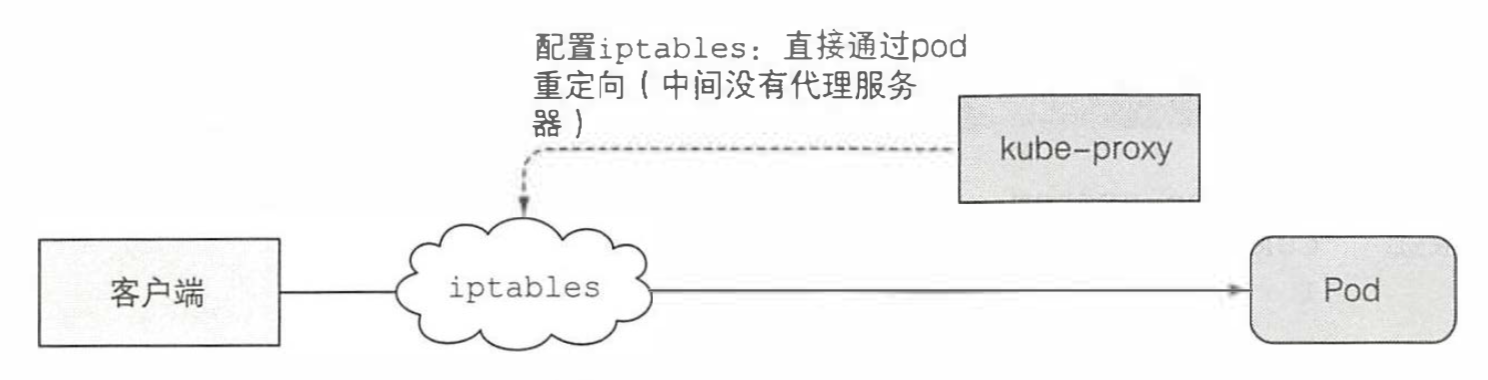 配置iptables：直接通过pod
重定向（中间没有代理服务
器）
kube-proxy
客户端
iptables
Pod